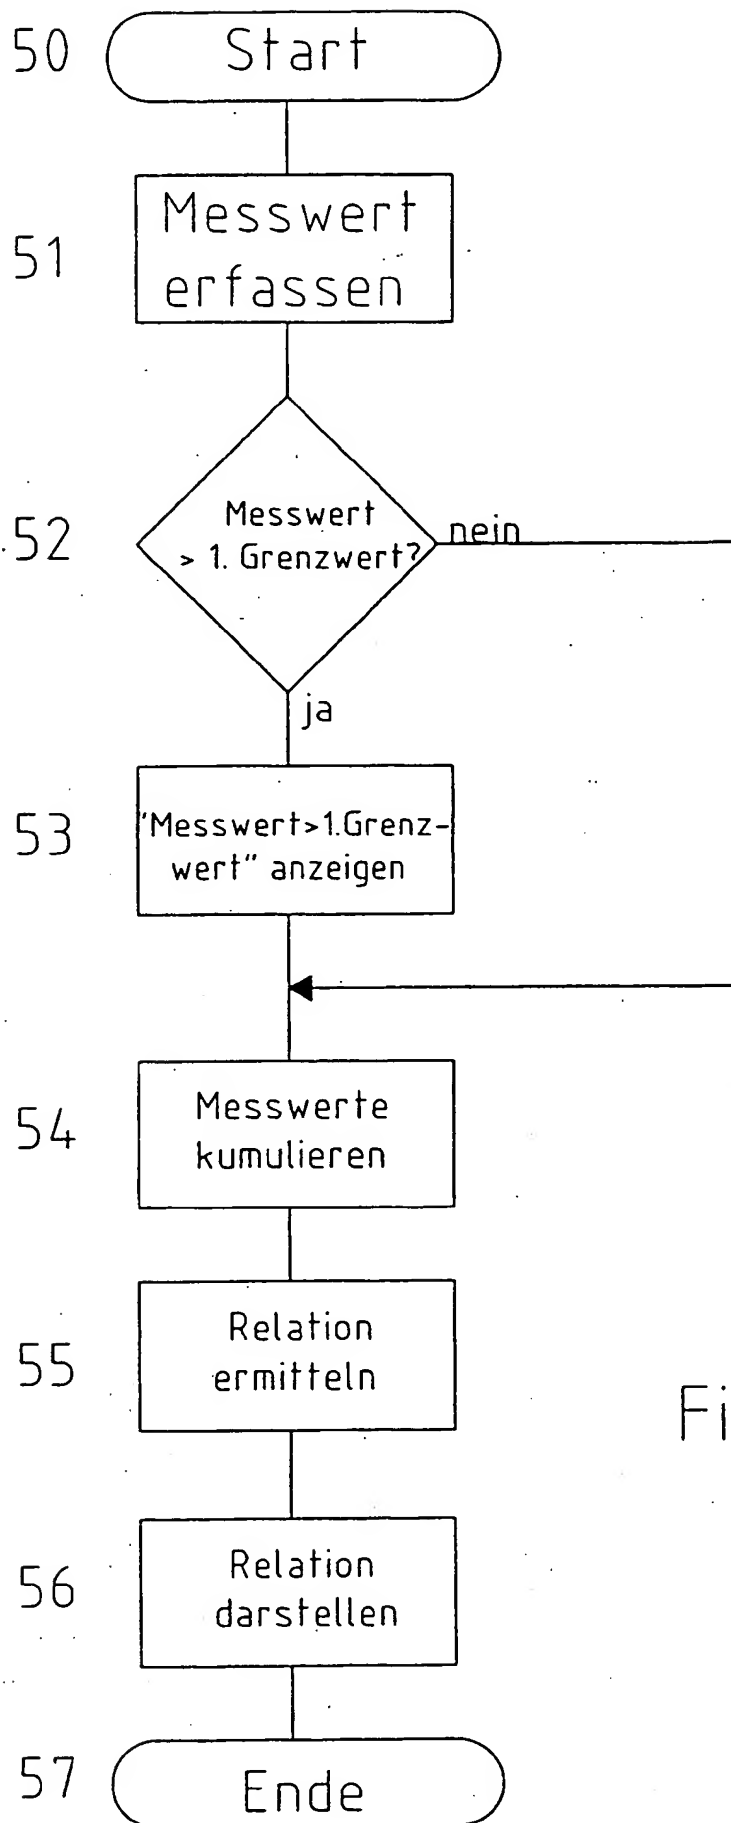 50
Start
51
Messwert
erfassen
52
Messwert
> 1. Grenzwert?
nein
ja
53
"Messwert>1.Grenz-
wert" anzeigen
54
Messwerte
kumulieren
55
Relation
ermitteln
Fi
56
Relation
darstellen
57
Ende